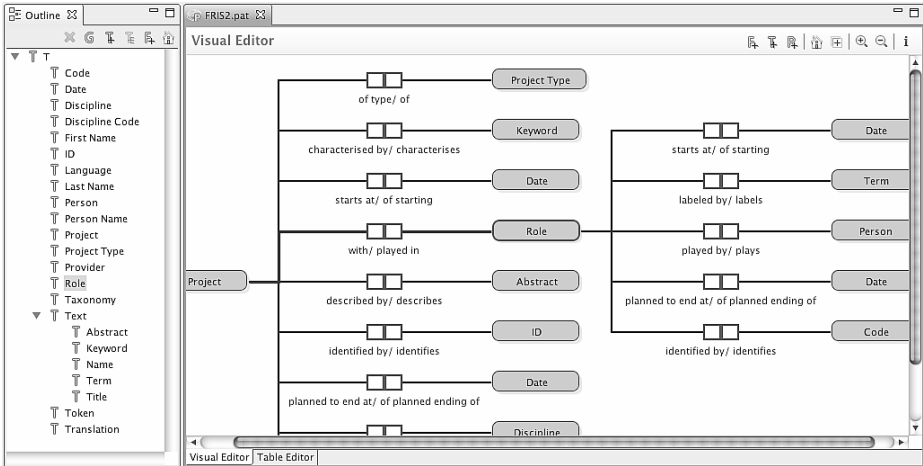 Outline
T
Code
Date
Discipline
Discipline Code
First Name
ID
Language
Last Name
Person
Person Name
Project
Project Type
Provider
Role
Taxonomy
Text
Abstract
Keyword
Name
Term
Title
Token
Translation
FRIS2.pat
Visual Editor
Project
of type/ of
Project Type
characterised by/ characterises
Keyword
starts at/ of starting
Date
with/ played in
Role
described by/ describes
Abstract
identified by/ identifies
ID
planned to end at/ of planned ending of
Date
Discipline
starts at/ of starting
Date
labeled by/ labels
Term
played by/ plays
Person
planned to end at/ of planned ending of
Date
identified by/ identifies
Code
Visual Editor Table Editor